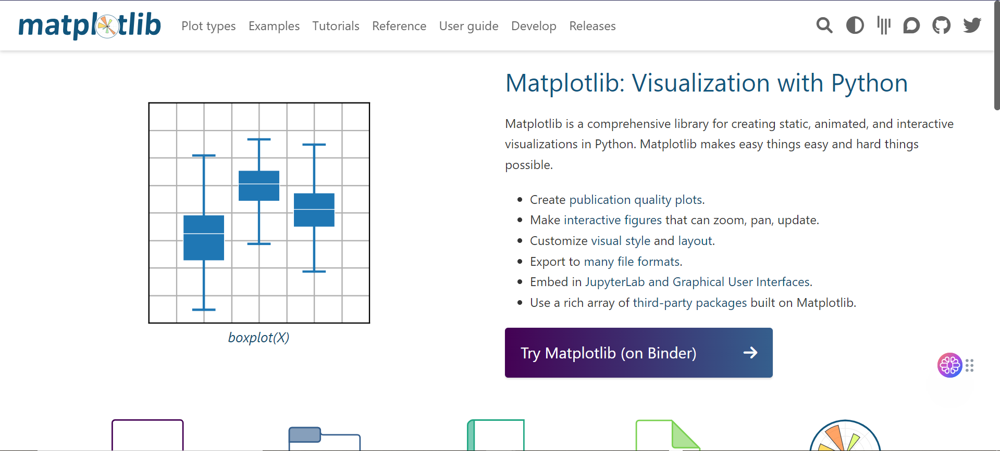 matplotlib
Plot types Examples Tutorials Reference User guide Develop Releases
Matplotlib: Visualization with Python
Matplotlib is a comprehensive library for creating static, animated, and interactive
visualizations in Python. Matplotlib makes easy things easy and hard things
possible.
• Create publication quality plots.
• Make interactive figures that can zoom, pan, update.
• Customize visual style and layout.
• Export to many file formats.
• Embed in JupyterLab and Graphical User Interfaces.
• Use a rich array of third-party packages built on Matplotlib.
boxplot(X)
Try Matplotlib (on Binder)